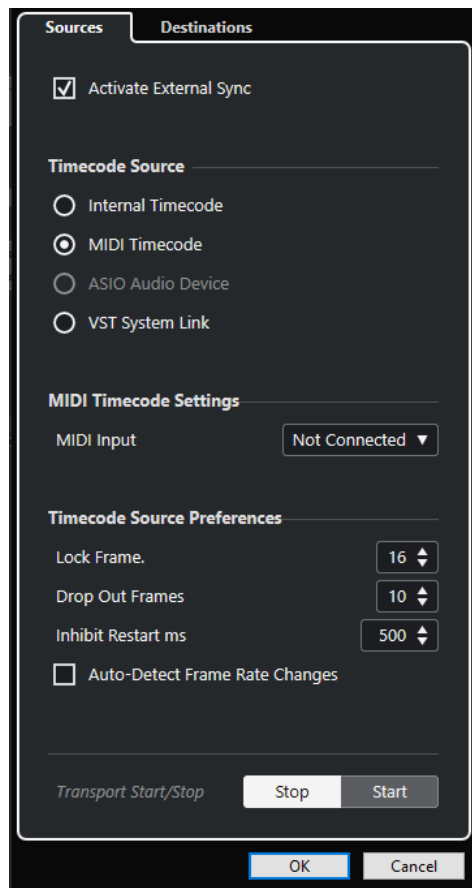 Sources Destinations
Activate External Sync
Timecode Source
Internal Timecode
MIDI Timecode
ASIO Audio Device
VST System Link
MIDI Timecode Settings
MIDI Input Not Connected
Timecode Source Preferences
Lock Frame. 16
Drop Out Frames 10
Inhibit Restart ms 500
Auto-Detect Frame Rate Changes
Transport Start/Stop Stop Start
OK Cancel